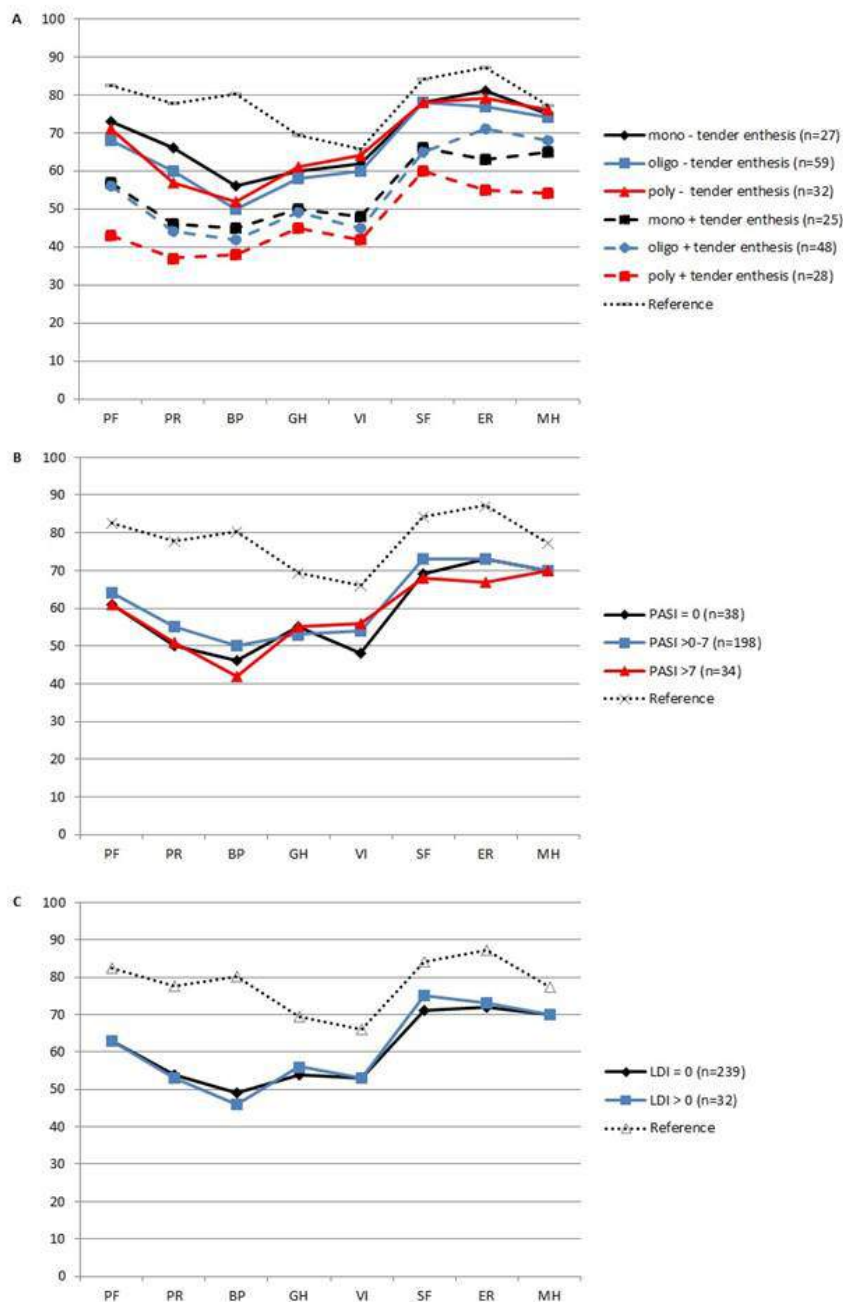 A
100
90
80
70
60
50
40
30
20
10
0
PF PR BP GH VI SF ER MH
mono - tender enthesis (n=27)
oligo - tender enthesis (n=59)
poly - tender enthesis (n=32)
mono + tender enthesis (n=25)
oligo + tender enthesis (n=48)
poly + tender enthesis (n=28)
Reference
B
100
90
80
70
60
50
40
30
20
10
0
PF PR BP GH VI SF ER MH
PASI = 0 (n=38)
PASI >0-7 (n=198)
PASI >7 (n=34)
Reference
C
100
90
80
70
60
50
40
30
20
10
0
PF PR BP GH VI SF ER MH
LDI = 0 (n=239)
LDI > 0 (n=32)
Reference